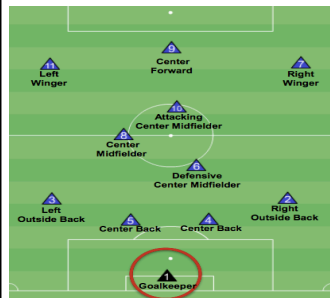 9
Center
Forward
11
Left
Winger
7
Right
Winger
10
Attacking
Center Midfielder
8
Center
Midfielder
6
Defensive
Center Midfielder
3
Left
Outside Back
2
Right
Outside Back
5
Center Back
4
Center Back
1
Goalkeeper